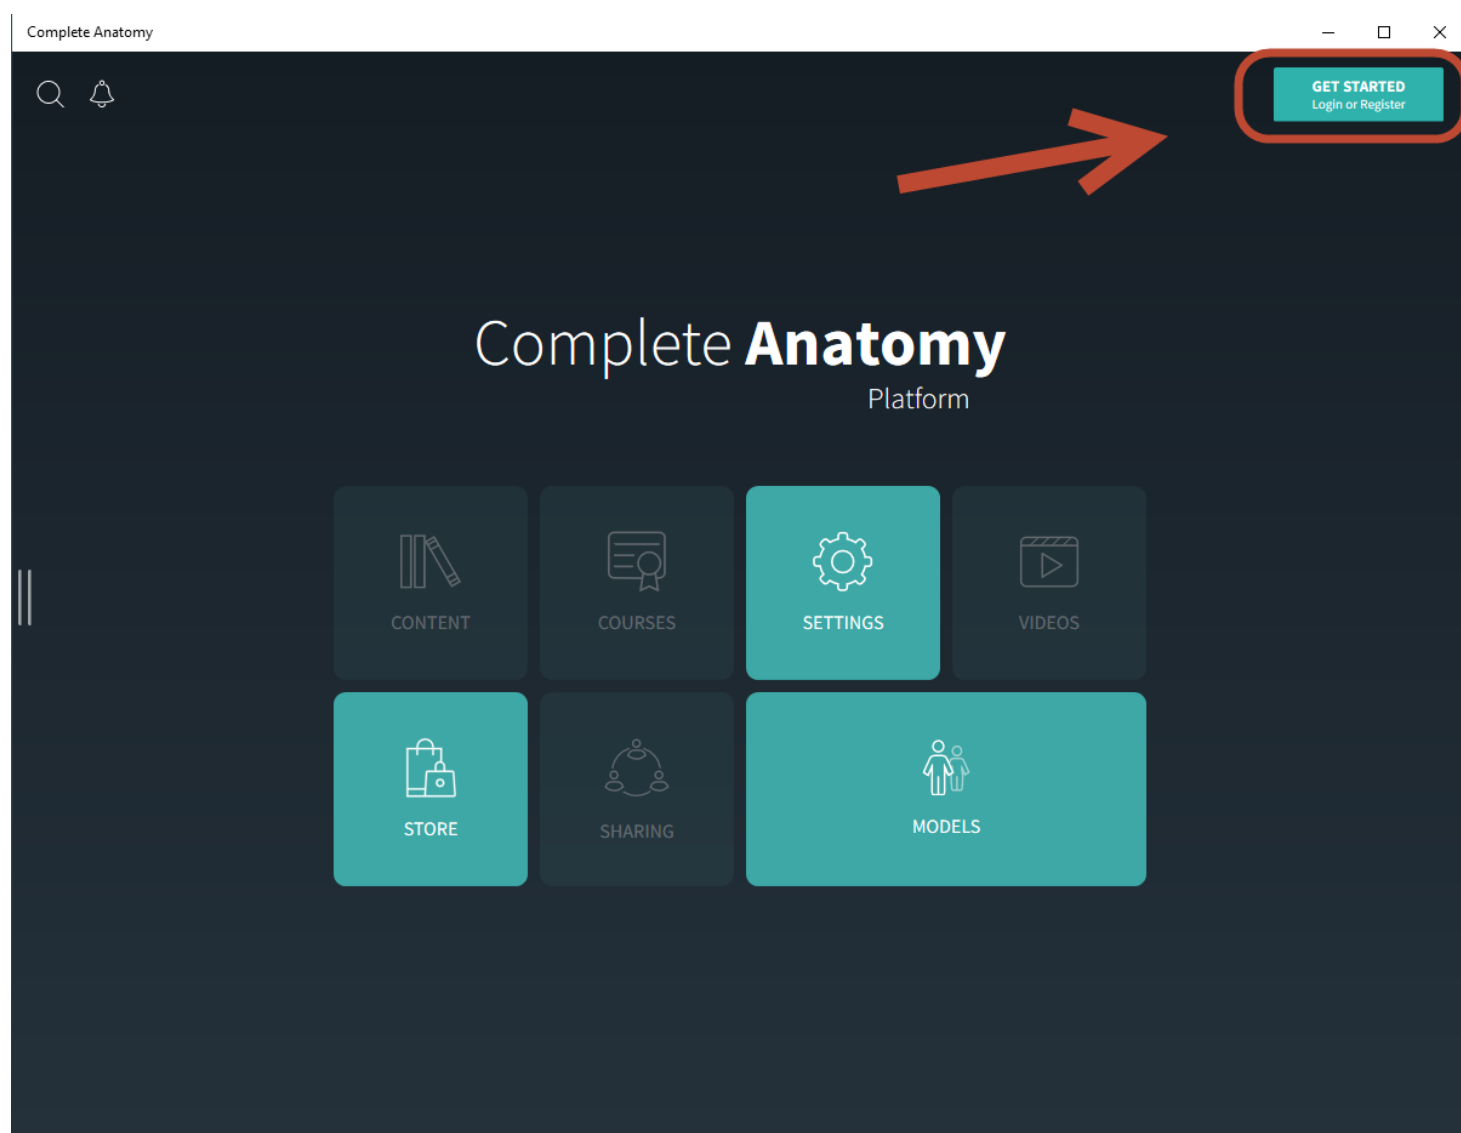 Complete Anatomy
GET STARTED
Login or Register
Complete Anatomy
Platform
CONTENT
COURSES
SETTINGS
VIDEOS
STORE
SHARING
MODELS